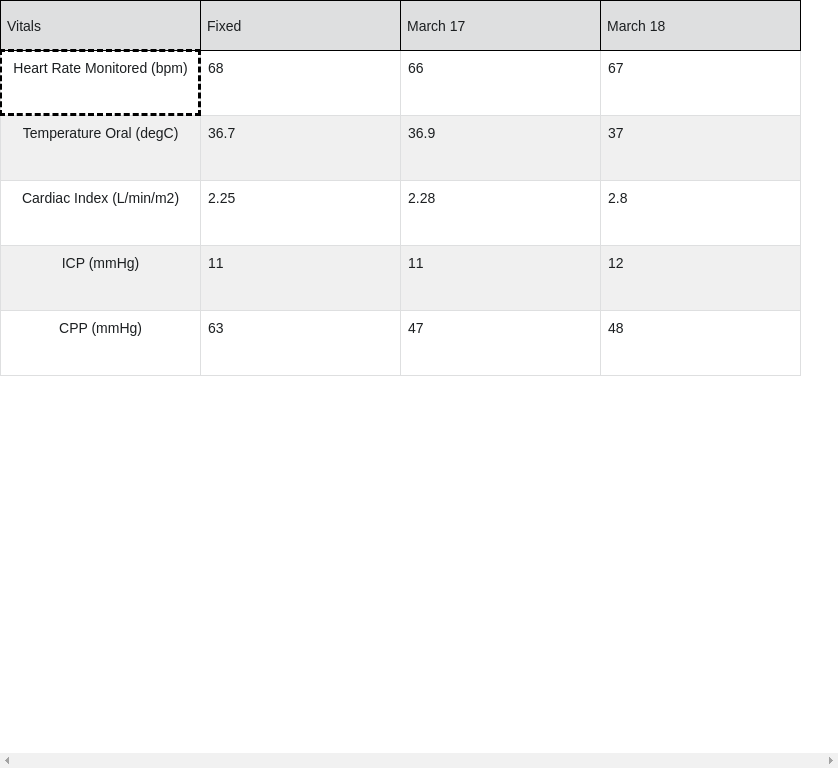 Vitals Fixed March 17 March 18
Heart Rate Monitored (bpm) 68 66 67
Temperature Oral (degC) 36.7 36.9 37
Cardiac Index (L/min/m2) 2.25 2.28 2.8
ICP (mmHg) 11 11 12
CPP (mmHg) 63 47 48